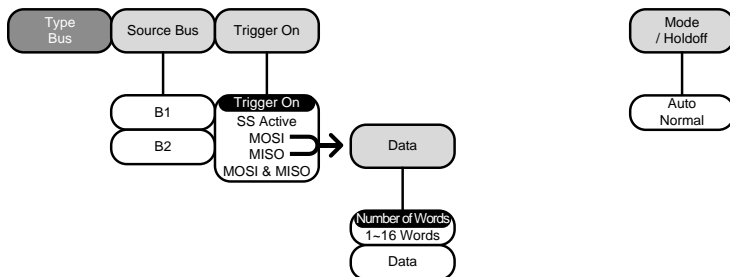 Type
Bus
Source Bus
Trigger On
Mode
/ Holdoff
B1
B2
Trigger On
SS Active
MOSI
MISO
MOSI & MISO
Auto
Normal
Data
Number of Words
1~16 Words
Data